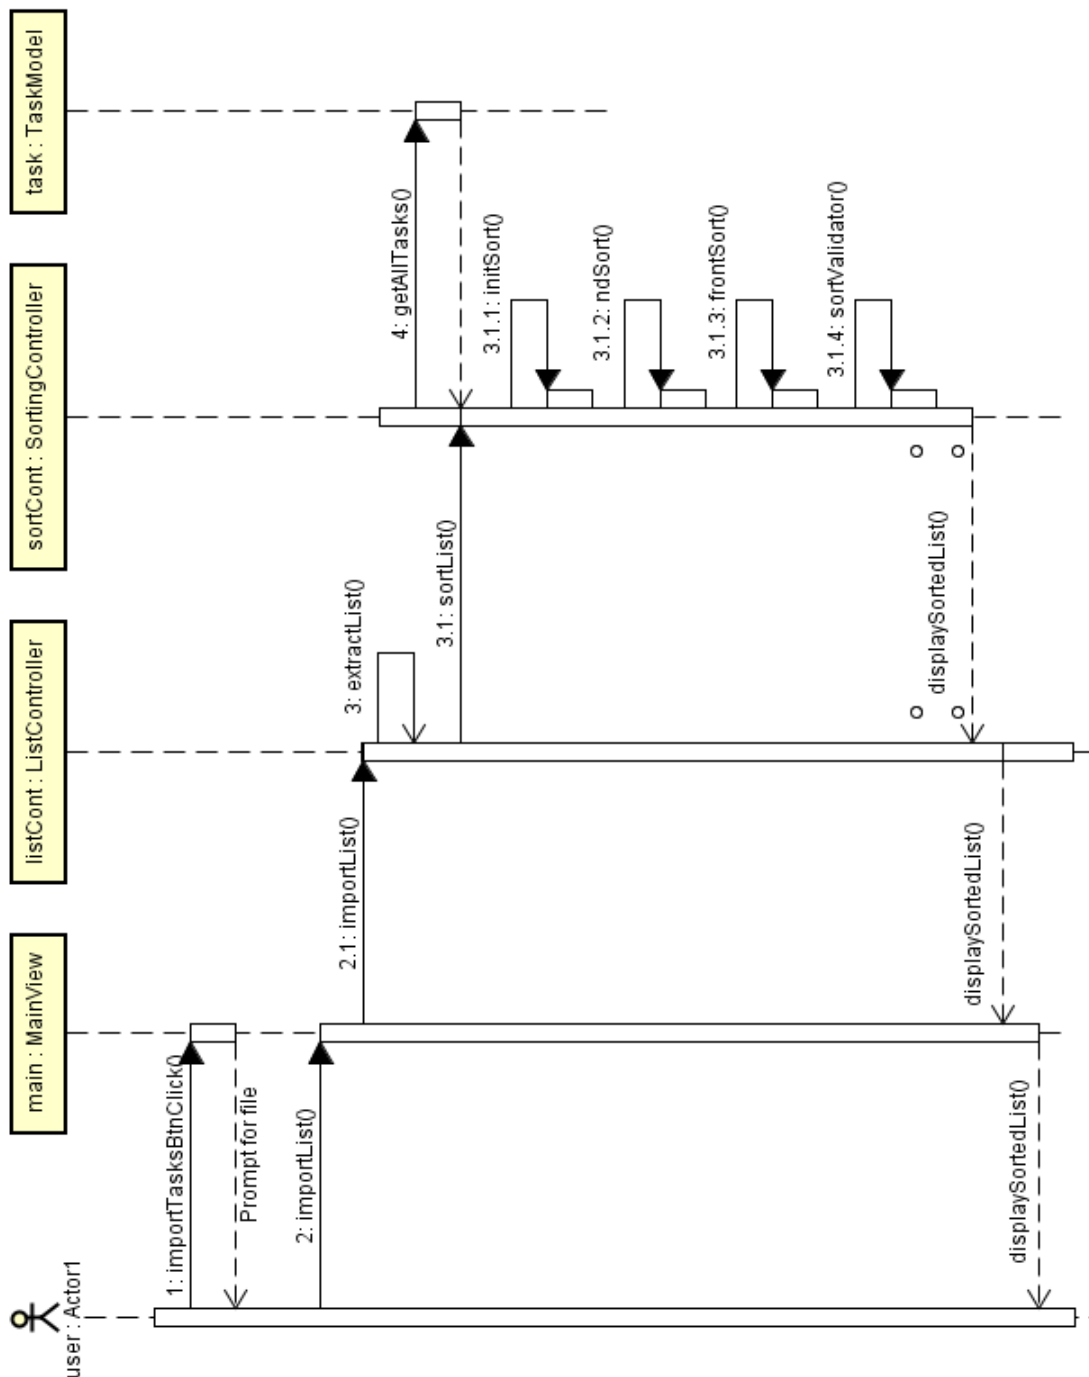 user : Actor1
main : MainView
listCont : ListController
sortCont : SortingController
task : TaskModel
1: importTasksBtnClick()
Prompt for file
2: importList()
2.1: importList()
3: extractList()
4: getAllTasks()
3.1: sortList()
3.1.1: initSort()
3.1.2: ndSort()
3.1.3: frontSort()
3.1.4: sortValidator()
displaySortedList()
displaySortedList()
displaySortedList()